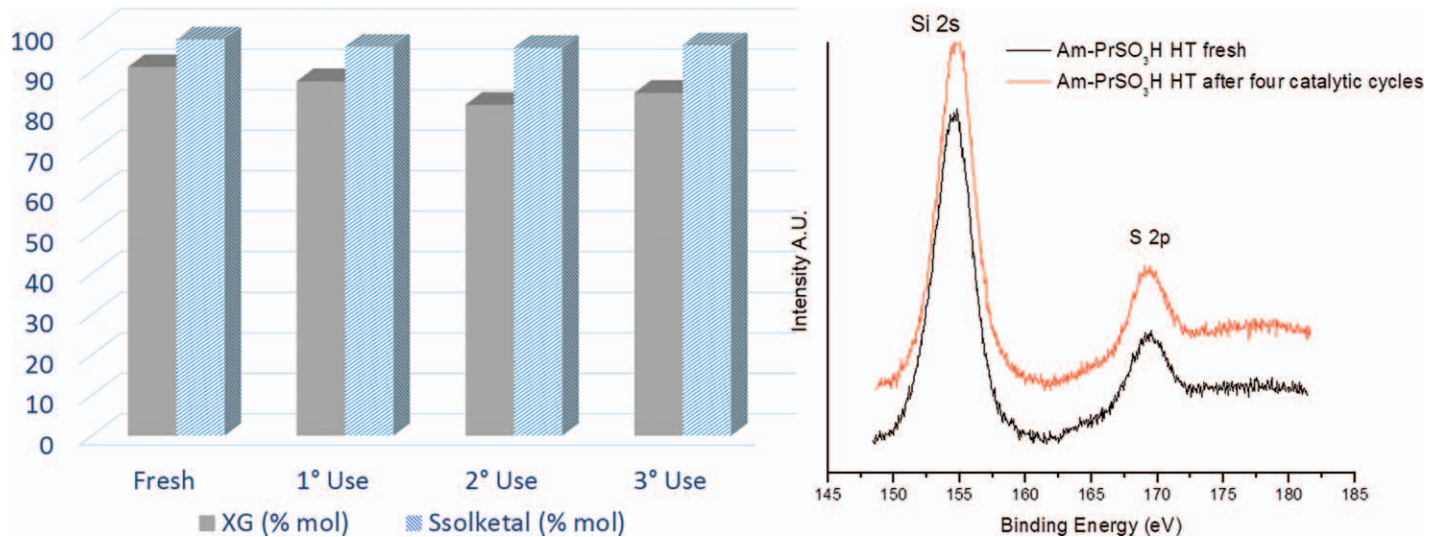 100
90
80
70
60
50
40
30
20
10
0
Fresh 1° Use 2° Use 3° Use
XG (% mol) Ssolketal (% mol)
Si 2s
Am-PrSO₃H HT fresh
Am-PrSO₃H HT after four catalytic cycles
S 2p
Intensity A.U.
145 150 155 160 165 170 175 180 185
Binding Energy (eV)